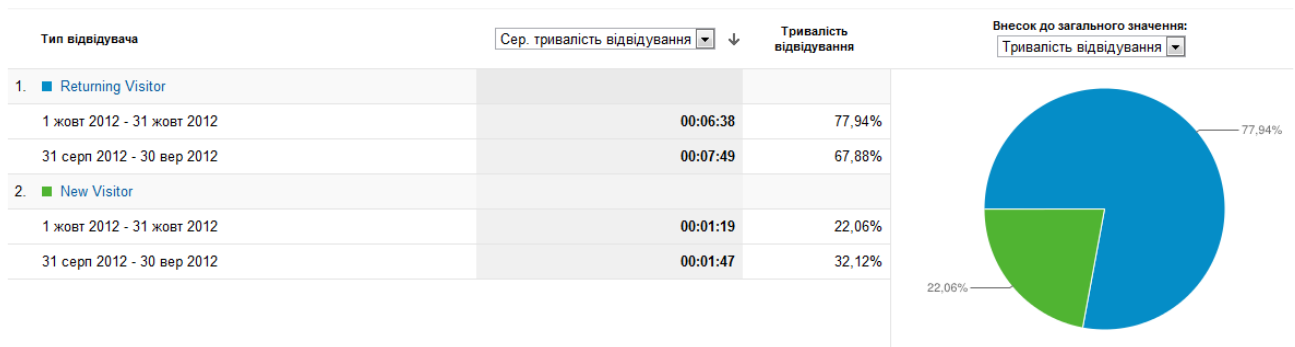 Тип відвідувача
Сер. тривалість відвідування
Тривалість
відвідування
Внесок до загального значення:
Тривалість відвідування
1. Returning Visitor
1 жовт 2012 - 31 жовт 2012 00:06:38 77,94%
31 серп 2012 - 30 вер 2012 00:07:49 67,88%
2. New Visitor
1 жовт 2012 - 31 жовт 2012 00:01:19 22,06%
31 серп 2012 - 30 вер 2012 00:01:47 32,12%
77,94%
22,06%